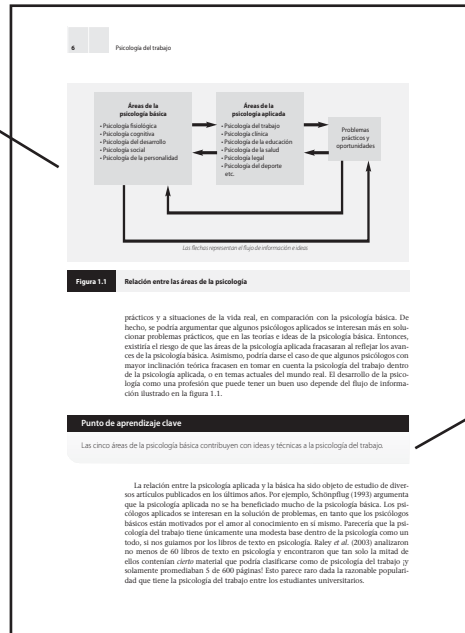 6 Psicología del trabajo
Áreas de la
psicología básica
• Psicología fisiológica
• Psicología cognitiva
• Psicología del desarrollo
• Psicología social
• Psicología de la personalidad
Áreas de la
psicología aplicada
• Psicología del trabajo
• Psicología clínica
• Psicología de la educación
• Psicología de la salud
• Psicología legal
• Psicología del deporte
etc.
Problemas
prácticos y
oportunidades
Las flechas representan el flujo de información e ideas
Figura 1.1 Relación entre las áreas de la psicología
prácticos y a situaciones de la vida real, en comparación con la psicología básica. De
hecho, se podría argumentar que algunos psicólogos aplicados se interesan más en solu-
cionar problemas prácticos, que en las teorías e ideas de la psicología básica. Entonces,
existiría el riesgo de que las áreas de la psicología aplicada fracasaran al reflejar los avan-
ces de la psicología básica. Asimismo, podría darse el caso de que algunos psicólogos con
mayor inclinación teórica fracasen en tomar en cuenta la psicología del trabajo dentro
de la psicología aplicada, o en temas actuales del mundo real. El desarrollo de la psico-
logía como una profesión que puede tener un buen uso depende del flujo de informa-
ción ilustrado en la figura 1.1.
Punto de aprendizaje clave
Las cinco áreas de la psicología básica contribuyen con ideas y técnicas a la psicología del trabajo.
La relación entre la psicología aplicada y la básica ha sido objeto de estudio de diver-
sos artículos publicados en los últimos años. Por ejemplo, Schönpflug (1993) argumenta
que la psicología aplicada no se ha beneficiado mucho de la psicología básica. Los psi-
cólogos aplicados se interesan en la solución de problemas, en tanto que los psicólogos
básicos están motivados por el amor al conocimiento en sí mismo. Parecería que la psi-
cología del trabajo tiene únicamente una modesta base dentro de la psicología como un
todo, si nos guiamos por los libros de texto en psicología. Raley et al. (2003) analizaron
no menos de 60 libros de texto en psicología y encontraron que tan solo la mitad de
ellos contenían cierto material que podría clasificarse como de psicología del trabajo ¡y
solamente promediaban 5 de 600 páginas! Esto parece raro dada la razonable populari-
dad que tiene la psicología del trabajo entre los estudiantes universitarios.